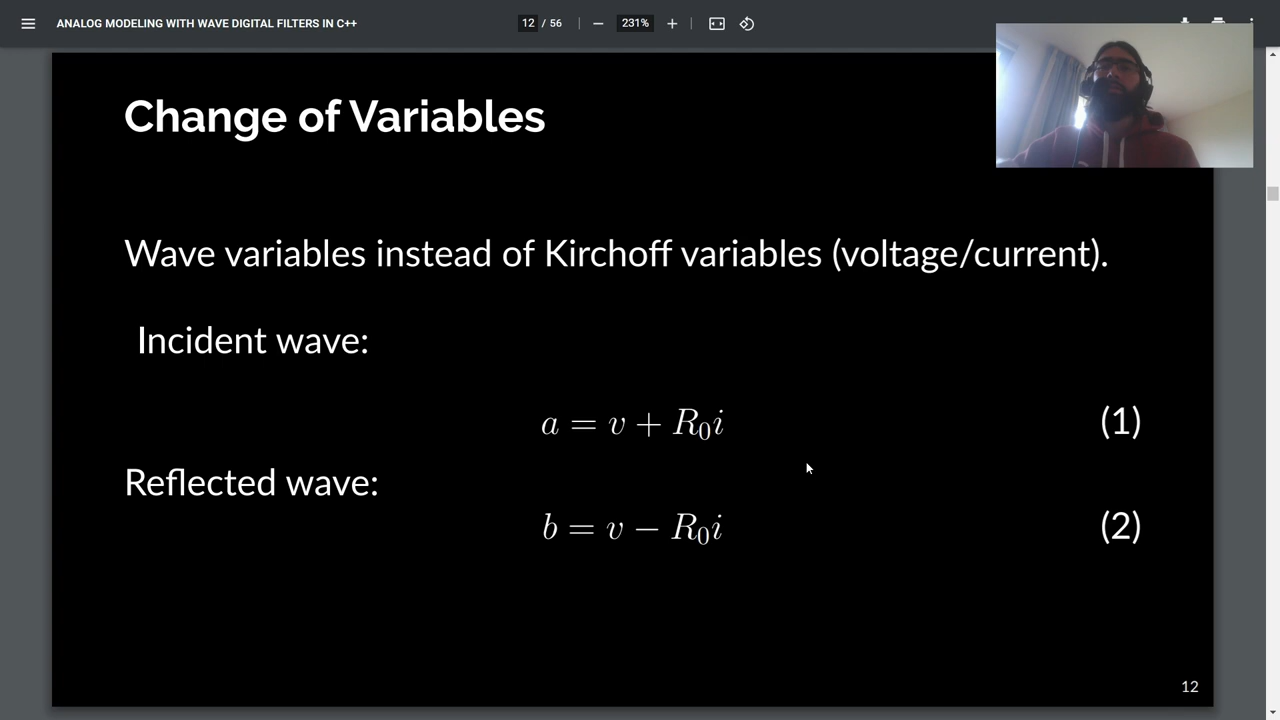 ANALOG MODELING WITH WAVE DIGITAL FILTERS IN C++
12 / 56
231%
Change of Variables
Wave variables instead of Kirchoff variables (voltage/current).
Incident wave:
a = v + R₀i (1)
Reflected wave:
b = v − R₀i (2)
12